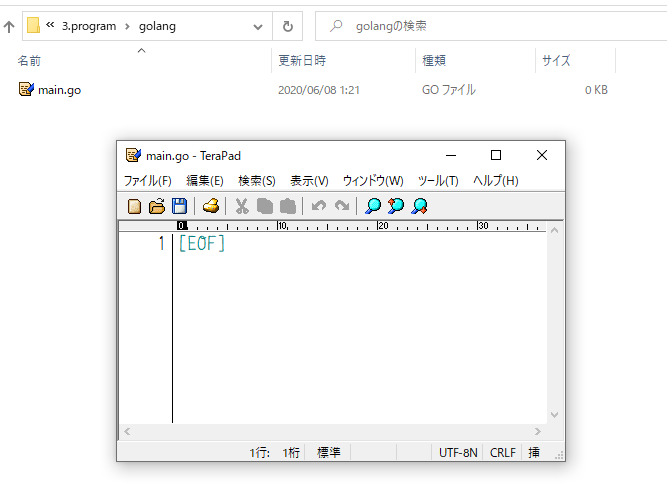 « 3.program › golang
golangの検索
名前 更新日時 種類 サイズ
main.go 2020/06/08 1:21 GO ファイル 0 KB
main.go - TeraPad
ファイル(F) 編集(E) 検索(S) 表示(V) ウィンドウ(W) ツール(T) ヘルプ(H)
0 10 20 30
1 [EOF]
1行: 1桁 標準 UTF-8N CRLF 挿